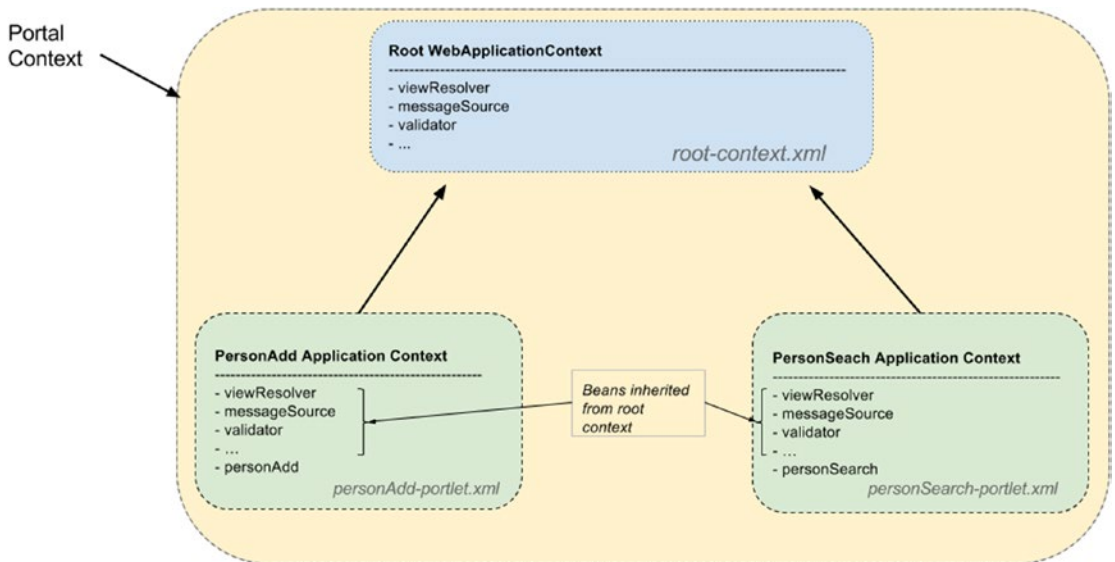 Portal
Context
Root WebApplicationContext
- viewResolver
- messageSource
- validator
- ...
root-context.xml
PersonAdd Application Context
- viewResolver
- messageSource
- validator
- ...
- personAdd
personAdd-portlet.xml
Beans inherited
from root
context
PersonSeach Application Context
- viewResolver
- messageSource
- validator
- ...
- personSearch
personSearch-portlet.xml